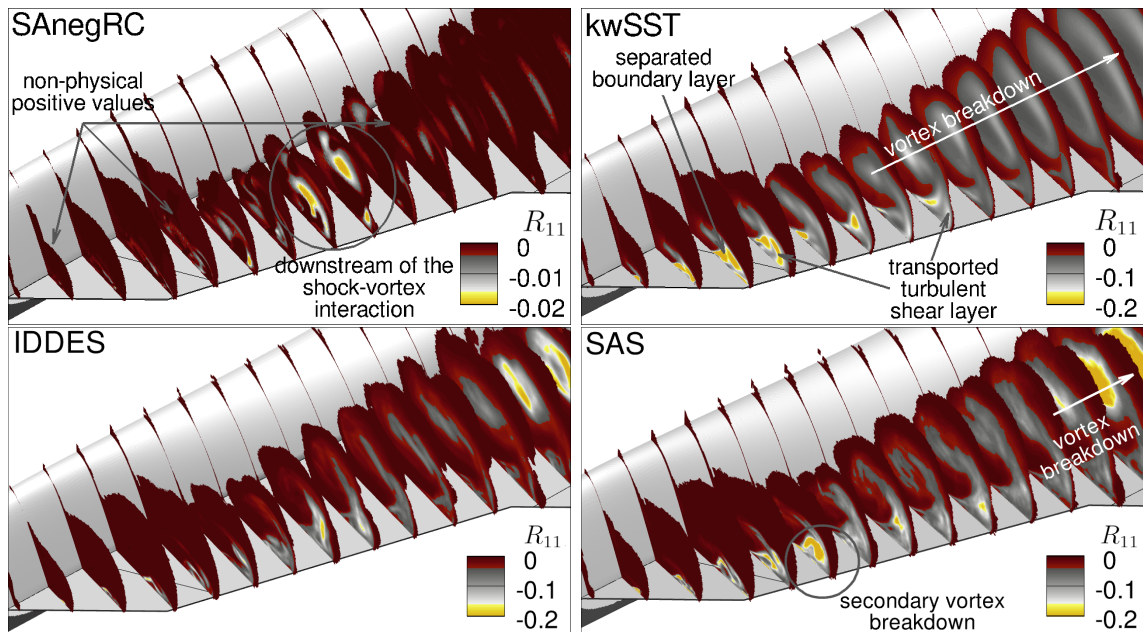 SAnegRC
non-physical
positive values
downstream of the
shock-vortex
interaction
R11
0
-0.01
-0.02
kwSST
separated
boundary layer
vortex breakdown
transported
turbulent
shear layer
R11
0
-0.1
-0.2
IDDES
R11
0
-0.1
-0.2
SAS
vortex
breakdown
secondary vortex
breakdown
R11
0
-0.1
-0.2